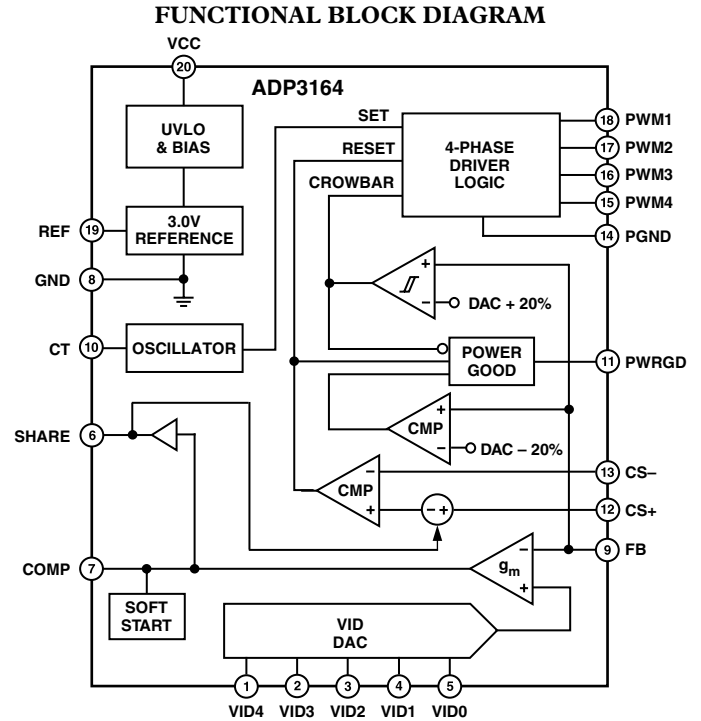 FUNCTIONAL BLOCK DIAGRAM
VCC
20
ADP3164
UVLO
& BIAS
SET
RESET
CROWBAR
4-PHASE
DRIVER
LOGIC
18 PWM1
17 PWM2
16 PWM3
15 PWM4
14 PGND
REF 19
3.0V
REFERENCE
GND 8
+
–
DAC + 20%
CT 10
OSCILLATOR
POWER
GOOD
11 PWRGD
SHARE 6
+
CMP
–
DAC – 20%
–
CMP
+
– +
13 CS–
12 CS+
9 FB
COMP 7
–
gm
+
SOFT
START
VID
DAC
1 2 3 4 5
VID4 VID3 VID2 VID1 VID0